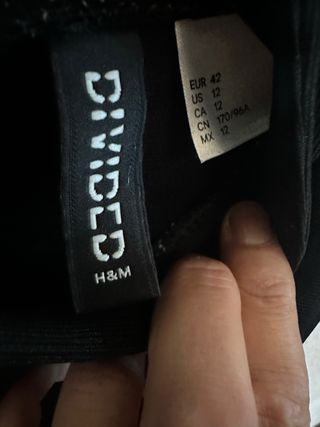 DIVIDED
H&M
EUR 42
US 12
CA 12
CN 170/96A
MX 12